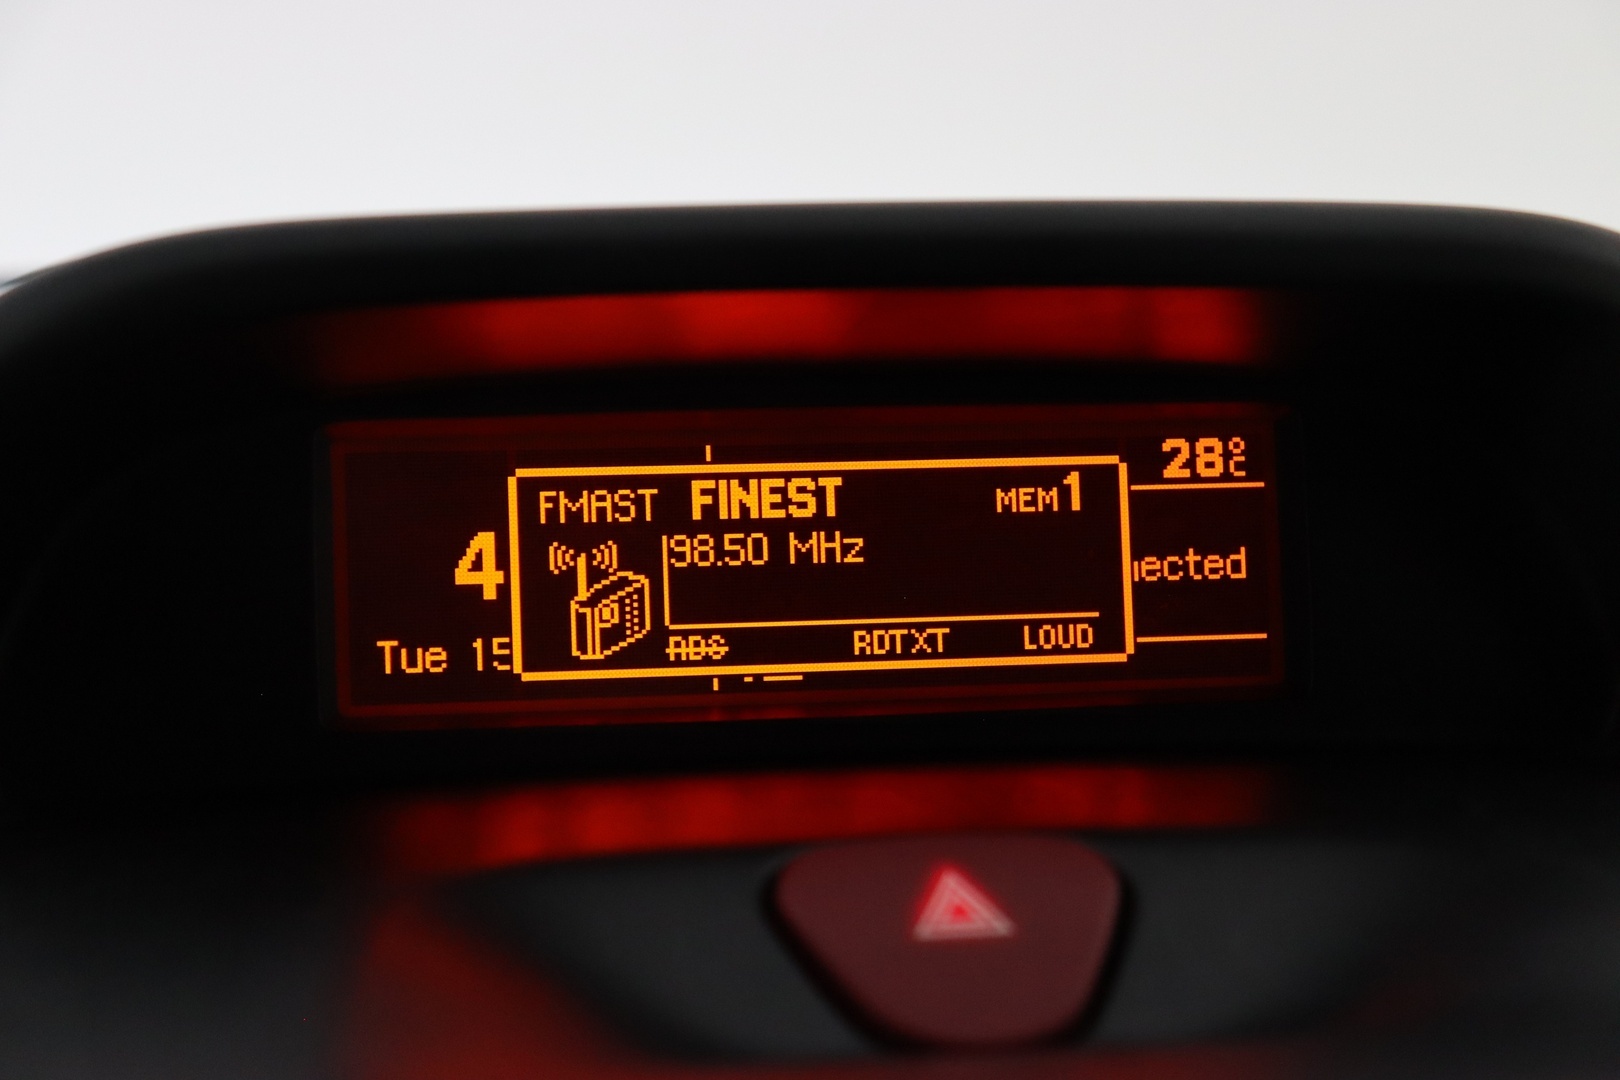 28°C
FMAST FINEST MEM1
98.50 MHz
4
ected
RDS RDTXT LOUD
Tue 15